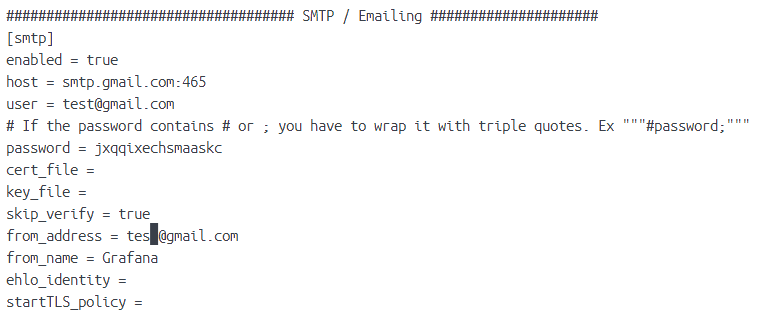 ################################### SMTP / Emailing #####################
[smtp]
enabled = true
host = smtp.gmail.com:465
user = test@gmail.com
# If the password contains # or ; you have to wrap it with triple quotes. Ex """#password;"""
password = jxqqixechsmaaskc
cert_file =
key_file =
skip_verify = true
from_address = tes @gmail.com
from_name = Grafana
ehlo_identity =
startTLS_policy =